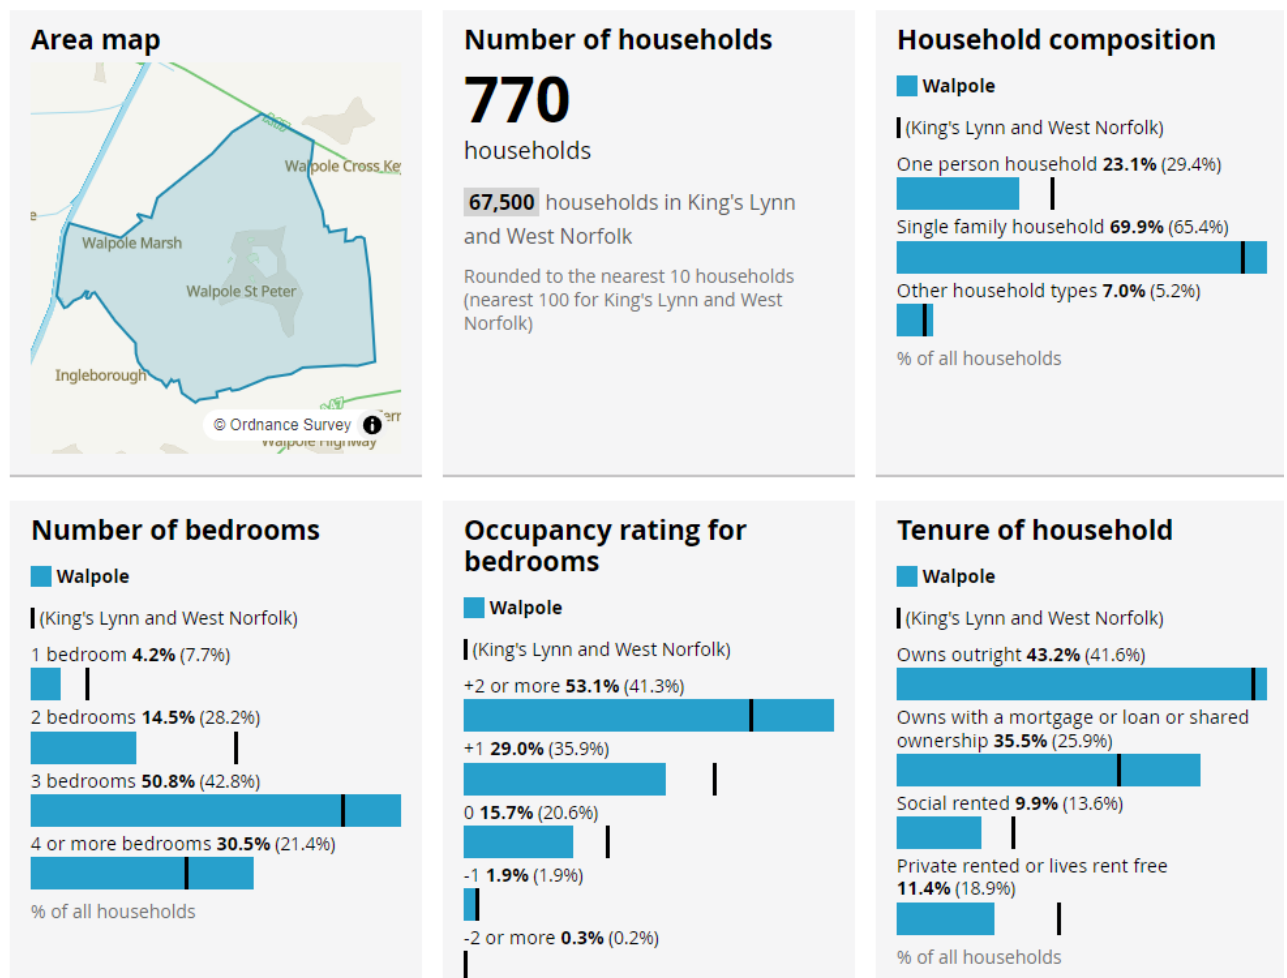 Area map
Walpole Cross Ke
Walpole Marsh
Walpole St Peter
Ingleborough
A47
© Ordnance Survey
Walpole Highway
Number of households
770
households
67,500 households in King's Lynn
and West Norfolk
Rounded to the nearest 10 households
(nearest 100 for King's Lynn and West
Norfolk)
Household composition
Walpole
(King's Lynn and West Norfolk)
One person household 23.1% (29.4%)
Single family household 69.9% (65.4%)
Other household types 7.0% (5.2%)
% of all households
Number of bedrooms
Walpole
(King's Lynn and West Norfolk)
1 bedroom 4.2% (7.7%)
2 bedrooms 14.5% (28.2%)
3 bedrooms 50.8% (42.8%)
4 or more bedrooms 30.5% (21.4%)
% of all households
Occupancy rating for
bedrooms
Walpole
(King's Lynn and West Norfolk)
+2 or more 53.1% (41.3%)
+1 29.0% (35.9%)
0 15.7% (20.6%)
-1 1.9% (1.9%)
-2 or more 0.3% (0.2%)
Tenure of household
Walpole
(King's Lynn and West Norfolk)
Owns outright 43.2% (41.6%)
Owns with a mortgage or loan or shared
ownership 35.5% (25.9%)
Social rented 9.9% (13.6%)
Private rented or lives rent free
11.4% (18.9%)
% of all households